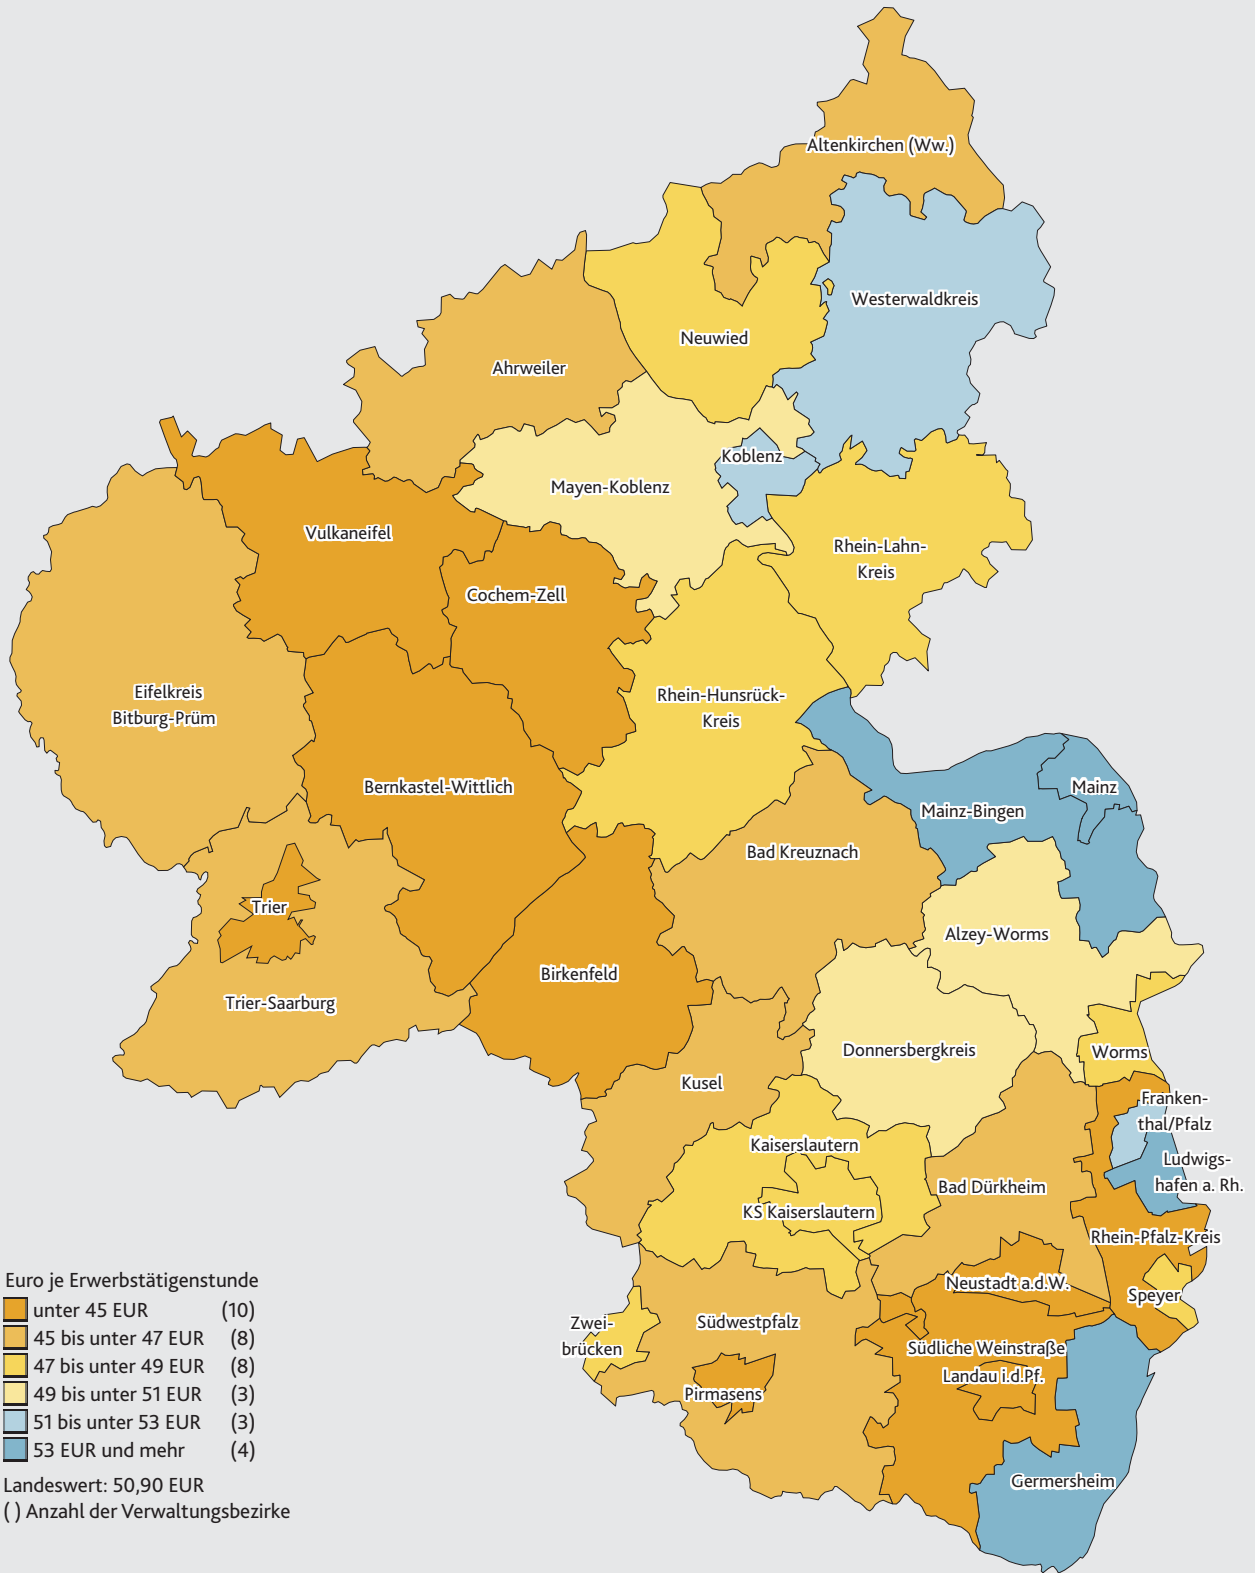 Altenkirchen (Ww.)
Westerwaldkreis
Neuwied
Ahrweiler
Koblenz
Mayen-Koblenz
Vulkaneifel
Rhein-Lahn-
Kreis
Cochem-Zell
Eifelkreis
Bitburg-Prüm
Rhein-Hunsrück-
Kreis
Bernkastel-Wittlich
Mainz
Mainz-Bingen
Bad Kreuznach
Trier
Alzey-Worms
Birkenfeld
Trier-Saarburg
Donnersbergkreis
Worms
Kusel
Franken-
thal/Pfalz
Kaiserslautern
Ludwigs-
hafen a. Rh.
Bad Dürkheim
KS Kaiserslautern
Rhein-Pfalz-Kreis
Neustadt a.d.W.
Speyer
Zwei-
brücken
Südwestpfalz
Südliche Weinstraße
Landau i.d.Pf.
Pirmasens
Germersheim
Euro je Erwerbstätigenstunde
unter 45 EUR (10)
45 bis unter 47 EUR (8)
47 bis unter 49 EUR (8)
49 bis unter 51 EUR (3)
51 bis unter 53 EUR (3)
53 EUR und mehr (4)
Landeswert: 50,90 EUR
( ) Anzahl der Verwaltungsbezirke